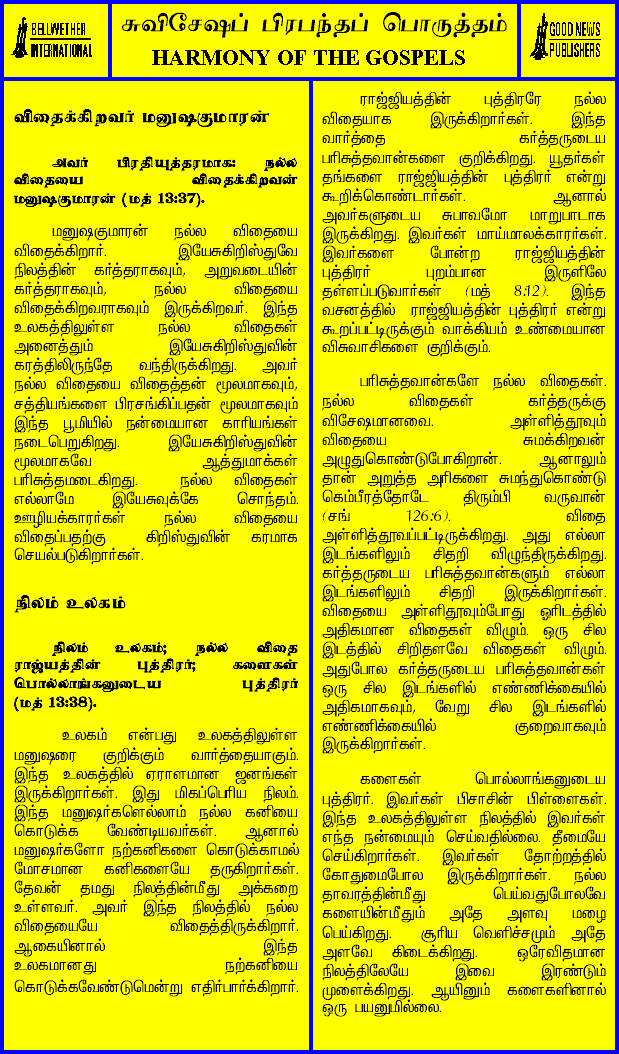 BELLWETHER
INTERNATIONAL
சுவிசேஷப் பிரபந்தப் பொருத்தம்
HARMONY OF THE GOSPELS
GOOD NEWS
PUBLISHERS
விதைக்கிறவர் மனுஷகுமாரன்
அவர் பிரதியுத்தரமாக: நல்ல
விதையை விதைக்கிறவன்
மனுஷகுமாரன் (மத் 13:37).
மனுஷகுமாரன் நல்ல விதையை
விதைக்கிறார். இயேசுகிறிஸ்துவே
நிலத்தின் கர்த்தராகவும், அறுவடையின்
கர்த்தராகவும், நல்ல விதையை
விதைக்கிறவராகவும் இருக்கிறவர். இந்த
உலகத்திலுள்ள நல்ல விதைகள்
அனைத்தும் இயேசுகிறிஸ்துவின்
கரத்திலிருந்தே வந்திருக்கிறது. அவர்
நல்ல விதையை விதைத்தன் மூலமாகவும்,
சத்தியங்களை பிரசங்கிப்பதன் மூலமாகவும்
இந்த பூமியில் நன்மையான காரியங்கள்
நடைபெறுகிறது. இயேசுகிறிஸ்துவின்
மூலமாகவே ஆத்துமாக்கள்
பரிசுத்தமடைகிறது. நல்ல விதைகள்
எல்லாமே இயேசுவுக்கே சொந்தம்.
ஊழியக்காரர்கள் நல்ல விதையை
விதைப்பதற்கு கிறிஸ்துவின் கரமாக
செயல்படுகிறார்கள்.
நிலம் உலகம்
நிலம் உலகம்; நல்ல விதை
ராஜ்யத்தின் புத்திரர்; களைகள்
பொல்லாங்கனுடைய புத்திரர்
(மத் 13:38).
உலகம் என்பது உலகத்திலுள்ள
மனுஷரை குறிக்கும் வார்த்தையாகும்.
இந்த உலகத்தில் ஏராளமான ஜனங்கள்
இருக்கிறார்கள். இது மிகப்பெரிய நிலம்.
இந்த மனுஷர்களெல்லாம் நல்ல கனியை
கொடுக்க வேண்டியவர்கள். ஆனால்
மனுஷர்களோ நற்கனிகளை கொடுக்காமல்
மோசமான கனிகளையே தருகிறார்கள்.
தேவன் தமது நிலத்தின்மீது அக்கறை
உள்ளவர். அவர் இந்த நிலத்தில் நல்ல
விதையையே விதைத்திருக்கிறார்.
ஆகையினால் இந்த
உலகமானது நற்கனியை
கொடுக்கவேண்டுமென்று எதிர்பார்க்கிறார்.
ராஜ்ஜியத்தின் புத்திரரே நல்ல
விதையாக இருக்கிறார்கள். இந்த
வார்த்தை கர்த்தருடைய
பரிசுத்தவான்களை குறிக்கிறது. யூதர்கள்
தங்களை ராஜ்ஜியத்தின் புத்திரர் என்று
கூறிக்கொண்டார்கள். ஆனால்
அவர்களுடைய சுபாவமோ மாறுபாடாக
இருக்கிறது. இவர்கள் மாய்மாலக்காரர்கள்.
இவர்களை போன்ற ராஜ்ஜியத்தின்
புத்திரர் புறம்பான இருளிலே
தள்ளப்படுவார்கள் (மத் 8:12). இந்த
வசனத்தில் ராஜ்ஜியத்தின் புத்திரர் என்று
கூறப்பட்டிருக்கும் வாக்கியம் உண்மையான
விசுவாசிகளை குறிக்கும்.
பரிசுத்தவான்களே நல்ல விதைகள்.
நல்ல விதைகள் கர்த்தருக்கு
விசேஷமானவை. அள்ளித்தூவும்
விதையை சுமக்கிறவன்
அழுதுகொண்டுபோகிறான். ஆனாலும்
தான் அறுத்த அரிகளை சுமந்துகொண்டு
கெம்பீரத்தோடே திரும்பி வருவான்
(சங் 126:6). விதை
அள்ளித்தூவப்பட்டிருக்கிறது. அது எல்லா
இடங்களிலும் சிதறி விழுந்திருக்கிறது.
கர்த்தருடைய பரிசுத்தவான்களும் எல்லா
இடங்களிலும் சிதறி இருக்கிறார்கள்.
விதையை அள்ளிதூவும்போது ஓரிடத்தில்
அதிகமான விதைகள் விழும். ஒரு சில
இடத்தில் சிறிதளவே விதைகள் விழும்.
அதுபோல கர்த்தருடைய பரிசுத்தவான்கள்
ஒரு சில இடங்களில் எண்ணிக்கையில்
அதிகமாகவும், வேறு சில இடங்களில்
எண்ணிக்கையில் குறைவாகவும்
இருக்கிறார்கள்.
களைகள் பொல்லாங்கனுடைய
புத்திரர். இவர்கள் பிசாசின் பிள்ளைகள்.
இந்த உலகத்திலுள்ள நிலத்தில் இவர்கள்
எந்த நன்மையும் செய்வதில்லை. தீமையே
செய்கிறார்கள். இவர்கள் தோற்றத்தில்
கோதுமைபோல இருக்கிறார்கள். நல்ல
தாவரத்தின்மீது பெய்வதுபோலவே
களையின்மீதும் அதே அளவு மழை
பெய்கிறது. சூரிய வெளிச்சமும் அதே
அளவே கிடைக்கிறது. ஒரேவிதமான
நிலத்திலேயே இவை இரண்டும்
முளைக்கிறது. ஆயினும் களைகளினால்
ஒரு பயனுமில்லை.